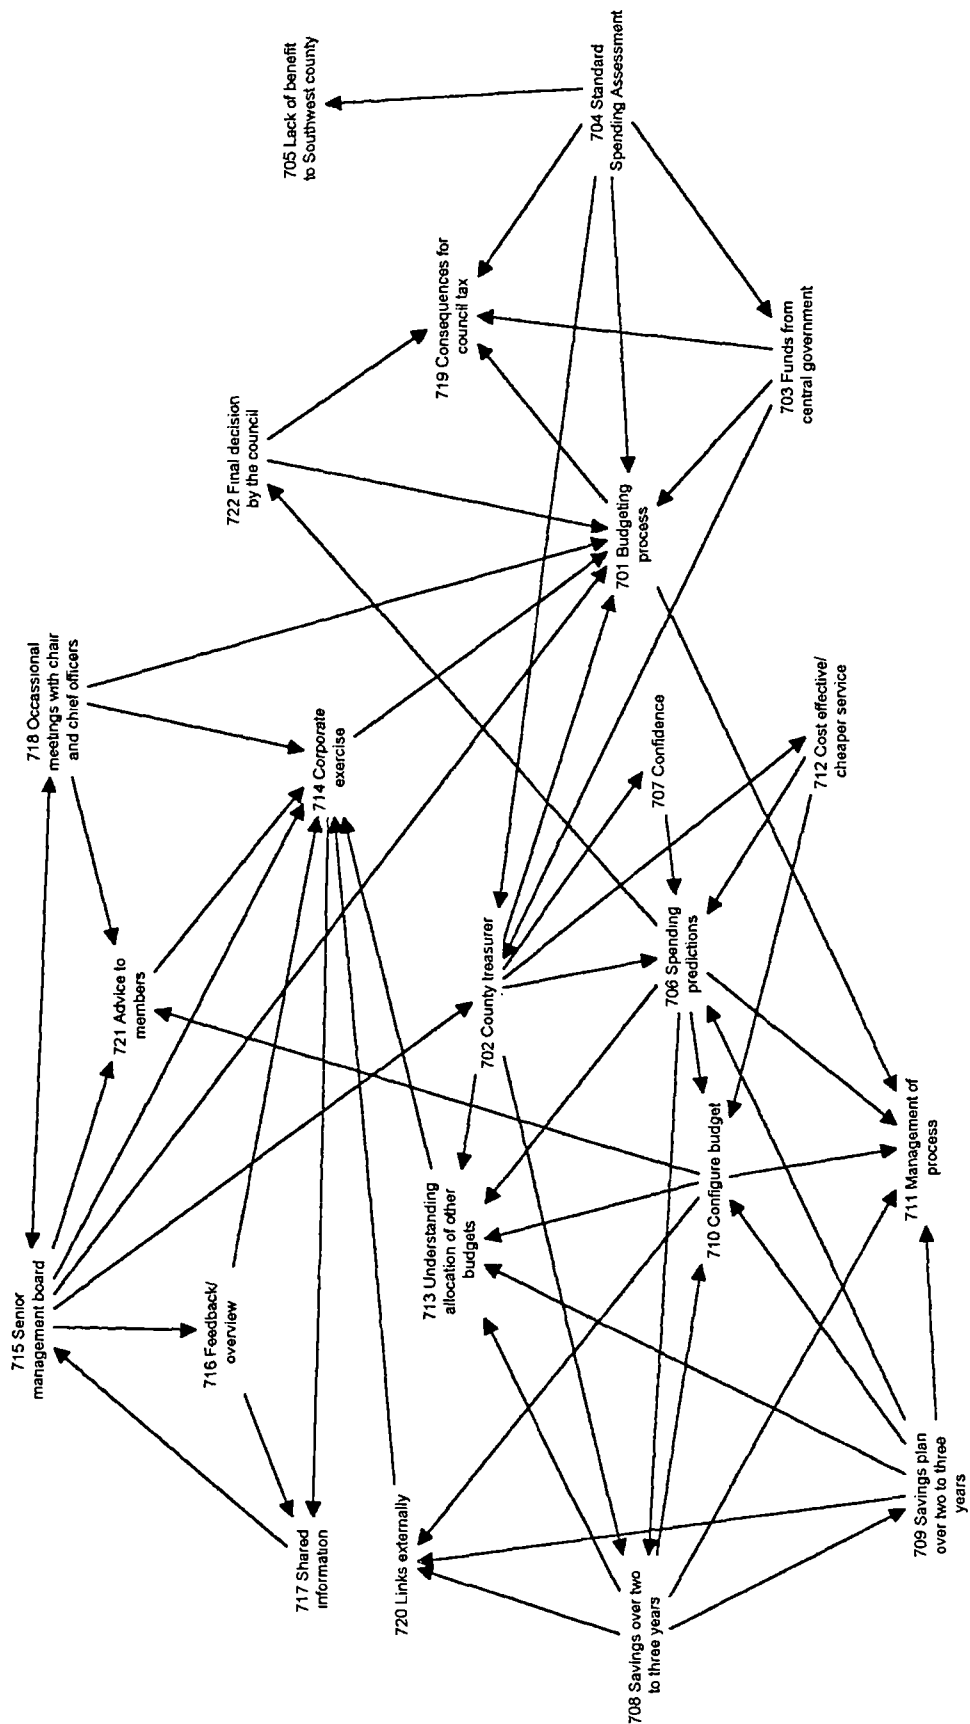 715 Senior
management board
718 Occassional
meetings with chair
and chief officers
721 Advice to
members
716 Feedback/
overview
722 Final decision
by the council
705 Lack of benefit
to Southwest county
717 Shared
information
714 Corporate
exercise
720 Links externally
713 Understanding
allocation of other
budgets
719 Consequences for
council tax
702 County treasurer
704 Standard
Spending Assessment
701 Budgeting
process
708 Savings over two
to three years
707 Confidence
706 Spending
predictions
710 Configure budget
703 Funds from
central government
712 Cost effective/
cheaper service
711 Management of
process
709 Savings plan
over two to three
years